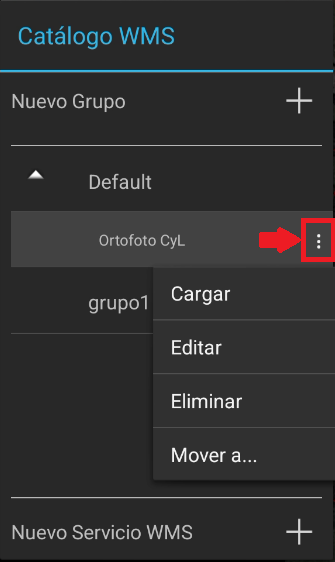 Catálogo WMS
Nuevo Grupo
Default
Ortofoto CyL
grupo1
Cargar
Editar
Eliminar
Mover a...
Nuevo Servicio WMS